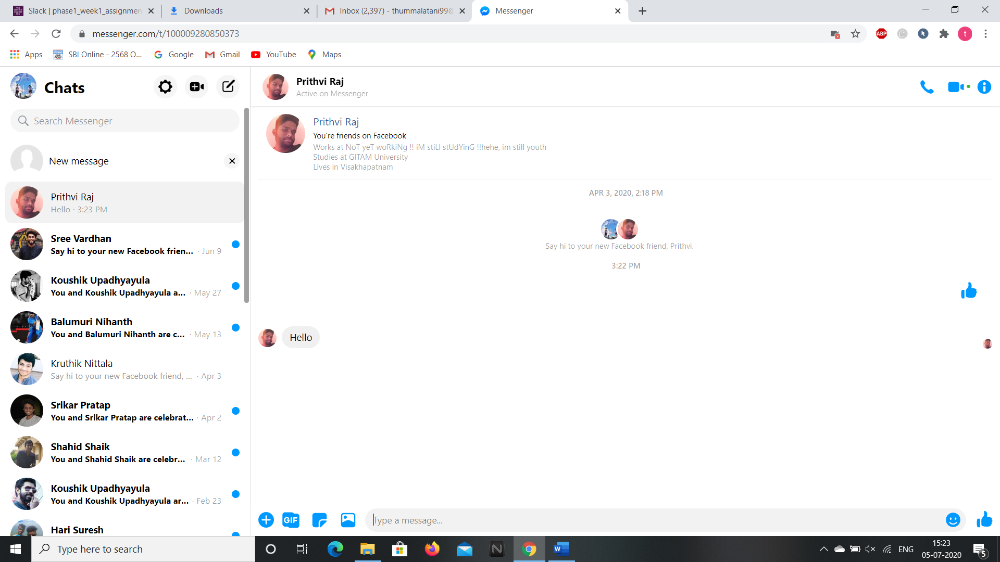 Slack | phase1_week1_assignmen
Downloads
Inbox (2,397) - thummalatani99@
Messenger
messenger.com/t/100009280850373
ABP
t
Apps
SBI Online - 2568 O...
Google
Gmail
YouTube
Maps
Chats
Search Messenger
New message
Prithvi Raj
Hello · 3:23 PM
Sree Vardhan
Say hi to your new Facebook frien... · Jun 9
Koushik Upadhyayula
You and Koushik Upadhyayula a... · May 27
Balumuri Nihanth
You and Balumuri Nihanth are c... · May 13
Kruthik Nittala
Say hi to your new Facebook friend, ... · Apr 3
Srikar Pratap
You and Srikar Pratap are celebrat... · Apr 2
Shahid Shaik
You and Shahid Shaik are celebr... · Mar 12
Koushik Upadhyayula
You and Koushik Upadhyayula ar... · Feb 23
Hari Suresh
Prithvi Raj
Active on Messenger
Prithvi Raj
You're friends on Facebook
Works at NoT yeT woRkiNg !! iM stiLl stUdYinG !!hehe, im still youth
Studies at GITAM University
Lives in Visakhapatnam
APR 3, 2020, 2:18 PM
Say hi to your new Facebook friend, Prithvi.
3:22 PM
Hello
GIF
Type a message...
Type here to search
N
W
ENG
15:23
05-07-2020
5